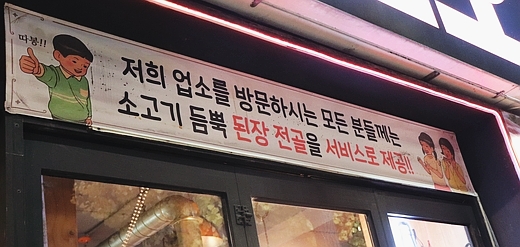 따봉!!
저희 업소를 방문하시는 모든 분들께는
소고기 듬뿍 된장 전골을 서비스로 제공!!